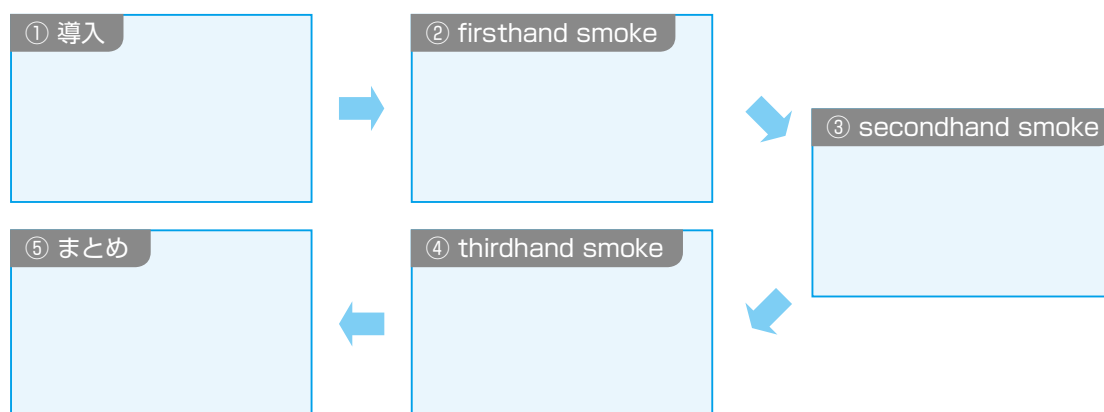 ① 導入
② firsthand smoke
③ secondhand smoke
④ thirdhand smoke
⑤ まとめ